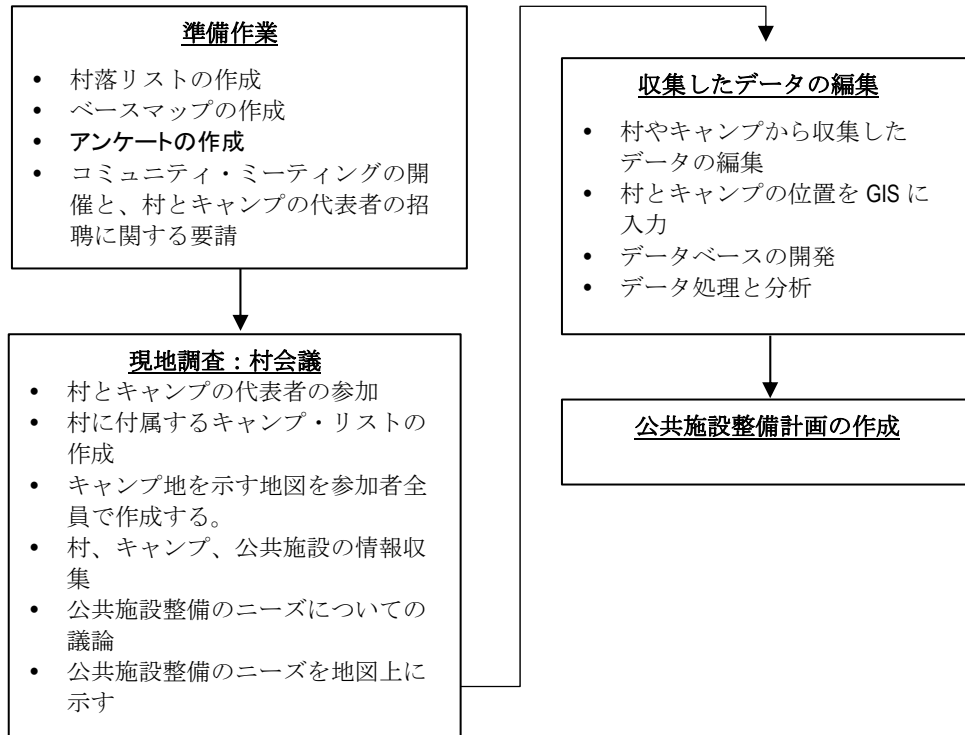 準備作業
• 村落リストの作成
• ベースマップの作成
• アンケートの作成
• コミュニティ・ミーティングの開
催と、村とキャンプの代表者の招
聘に関する要請
現地調査：村会議
• 村とキャンプの代表者の参加
• 村に付属するキャンプ・リストの
作成
• キャンプ地を示す地図を参加者全
員で作成する。
• 村、キャンプ、公共施設の情報収
集
• 公共施設整備のニーズについての
議論
• 公共施設整備のニーズを地図上に
示す
収集したデータの編集
• 村やキャンプから収集した
データの編集
• 村とキャンプの位置を GIS に
入力
• データベースの開発
• データ処理と分析
公共施設整備計画の作成